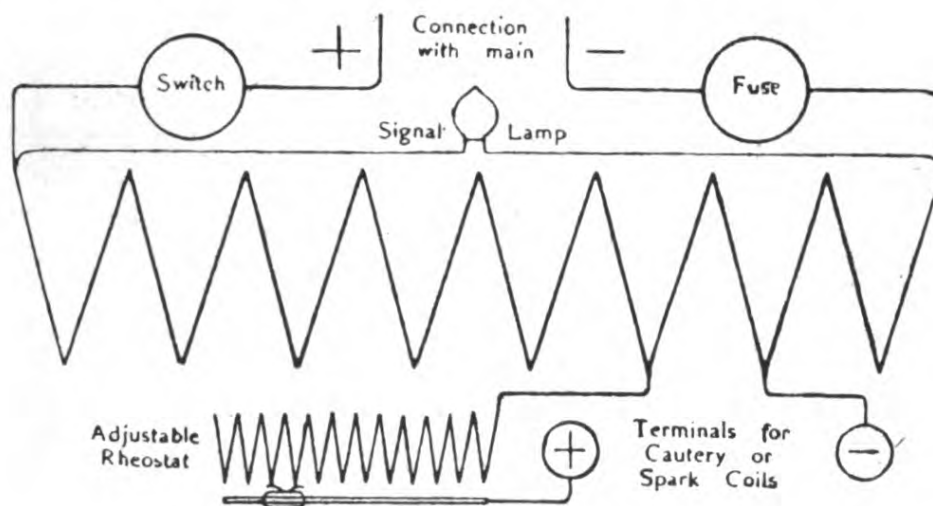 Connection
with main
+
−
Switch
Fuse
Signal Lamp
Adjustable
Rheostat
+
Terminals for
Cautery or
Spark Coils
−